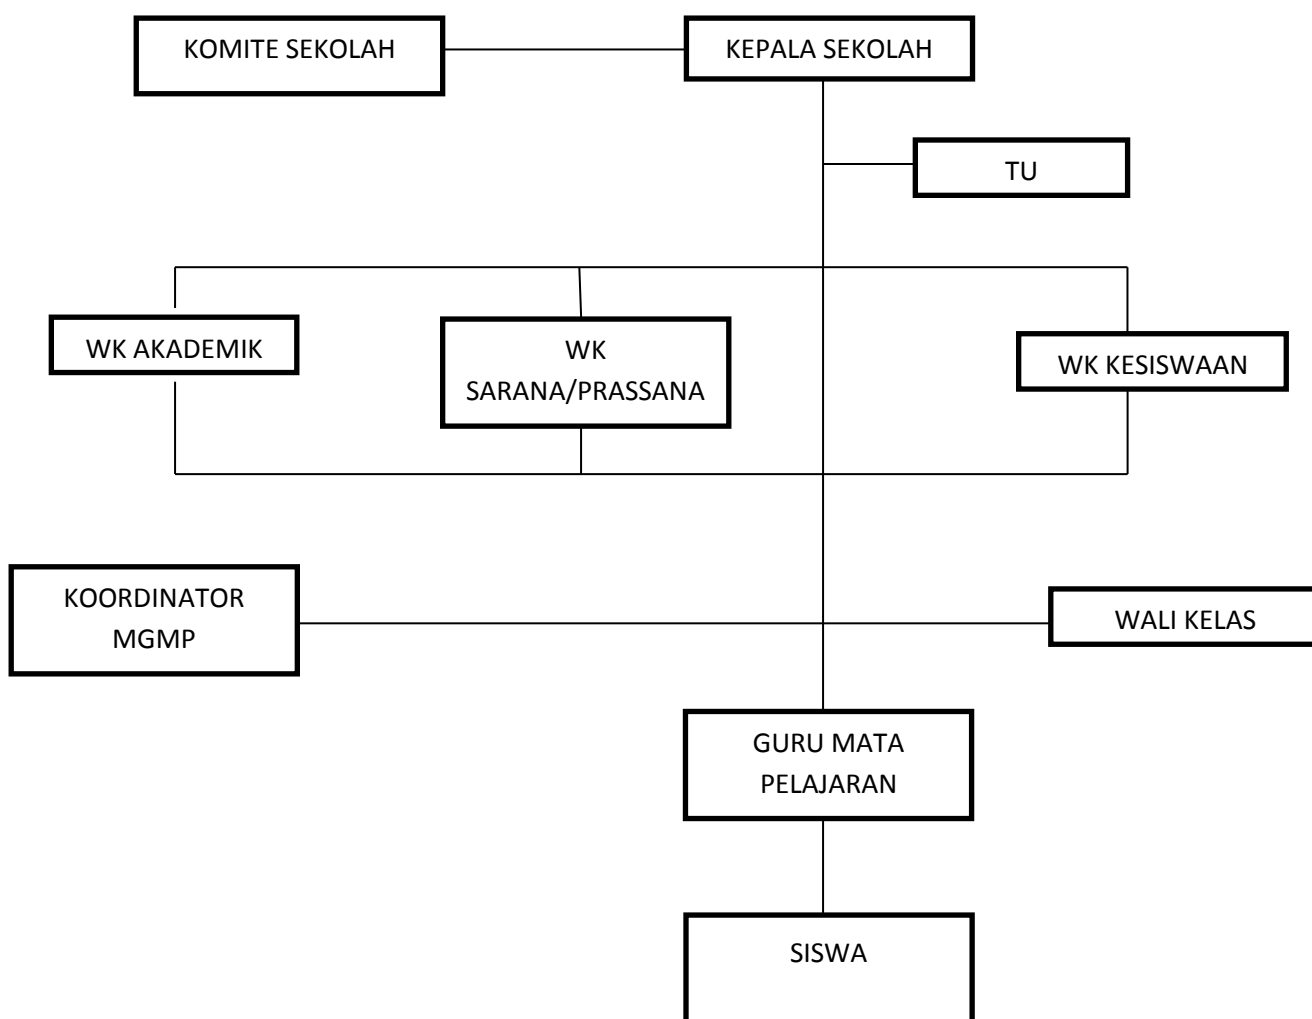 KOMITE SEKOLAH
KEPALA SEKOLAH
TU
WK AKADEMIK
WK
SARANA/PRASSANA
WK KESISWAAN
KOORDINATOR
MGMP
WALI KELAS
GURU MATA
PELAJARAN
SISWA